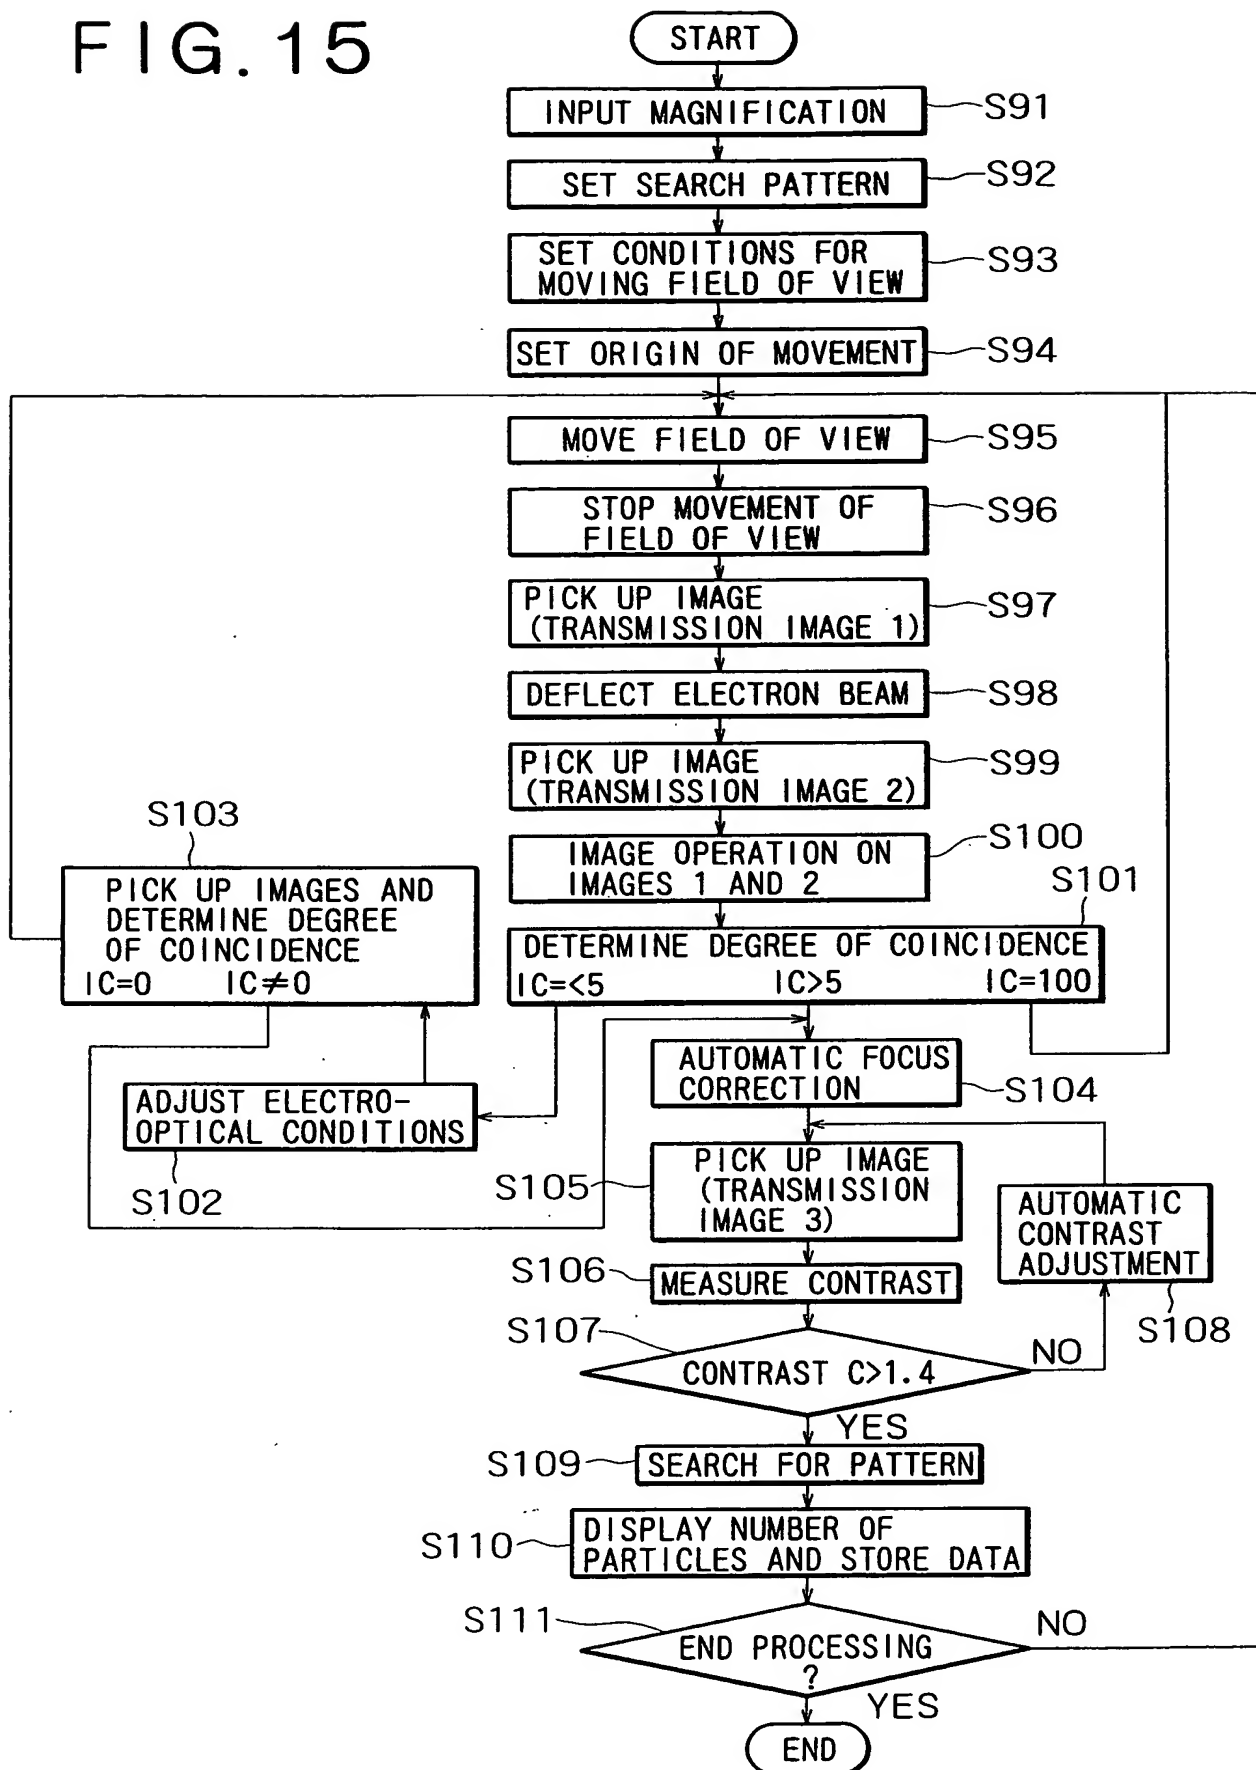 FIG.15
START
INPUT MAGNIFICATION
S91
SET SEARCH PATTERN
S92
SET CONDITIONS FOR
MOVING FIELD OF VIEW
S93
SET ORIGIN OF MOVEMENT
S94
MOVE FIELD OF VIEW
S95
STOP MOVEMENT OF
FIELD OF VIEW
S96
PICK UP IMAGE
(TRANSMISSION IMAGE 1)
S97
DEFLECT ELECTRON BEAM
S98
PICK UP IMAGE
(TRANSMISSION IMAGE 2)
S99
IMAGE OPERATION ON
IMAGES 1 AND 2
S100
S101
DETERMINE DEGREE OF COINCIDENCE
IC=<5 IC>5 IC=100
S103
PICK UP IMAGES AND
DETERMINE DEGREE
OF COINCIDENCE
IC=0 IC≠0
ADJUST ELECTRO-
OPTICAL CONDITIONS
S102
AUTOMATIC FOCUS
CORRECTION
S104
S105
PICK UP IMAGE
(TRANSMISSION
IMAGE 3)
AUTOMATIC
CONTRAST
ADJUSTMENT
S108
S106
MEASURE CONTRAST
S107
CONTRAST C>1.4
NO
YES
S109
SEARCH FOR PATTERN
S110
DISPLAY NUMBER OF
PARTICLES AND STORE DATA
S111
END PROCESSING
?
NO
YES
END